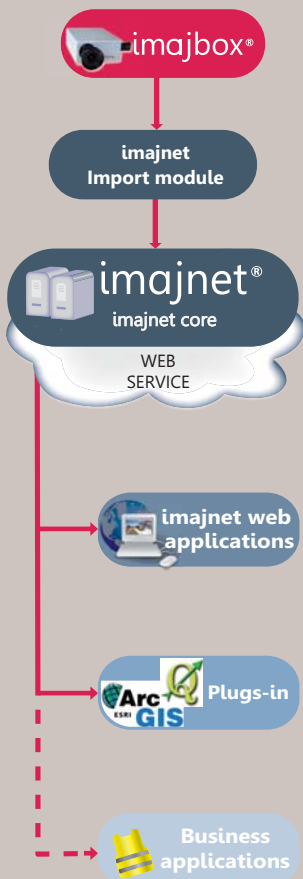 imajbox®
imajnet
Import module
imajnet®
imajnet core
WEB
SERVICE
imajnet web
applications
Arc
ESRI GIS
Plugs-in
Business
applications